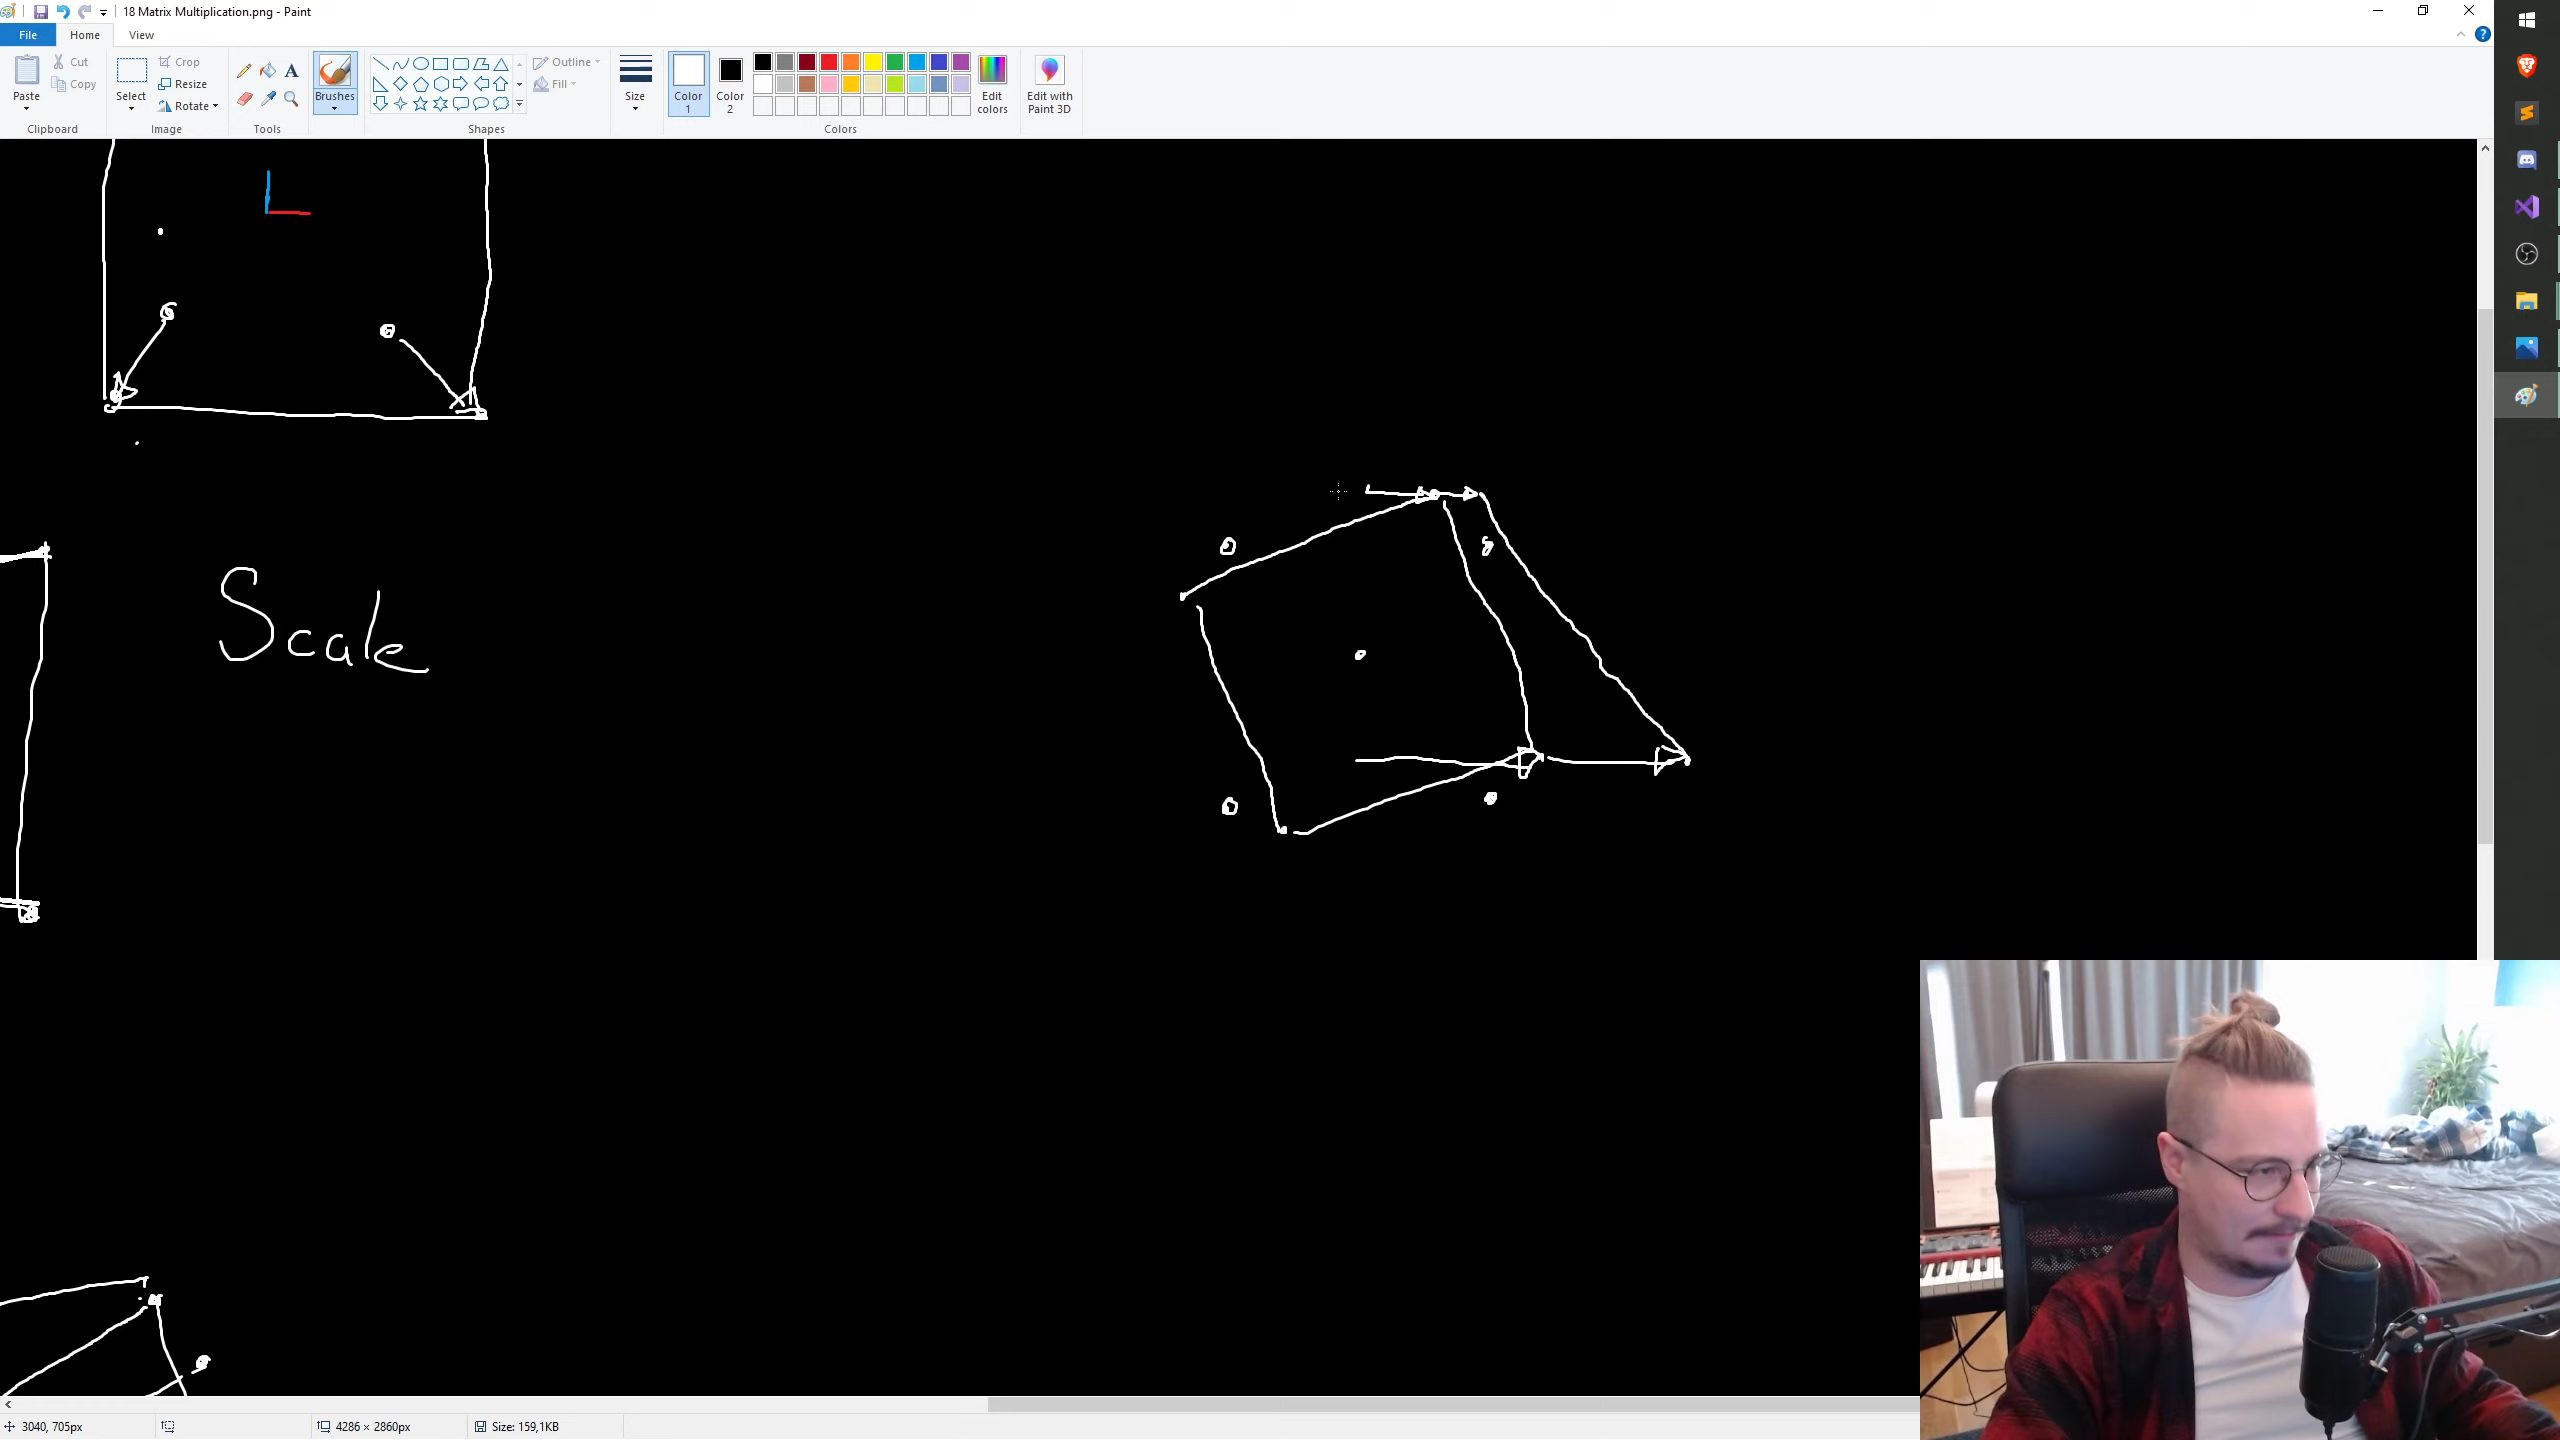 18 Matrix Multiplication.png - Paint
File Home View
Paste
Cut
Copy
Clipboard
Select
Crop
Resize
Rotate
Image
Tools
Brushes
Shapes
Outline
Fill
Size
Color 1
Color 2
Edit colors
Colors
Edit with Paint 3D
Scale
3040, 705px
4286 × 2860px
Size: 159,1KB